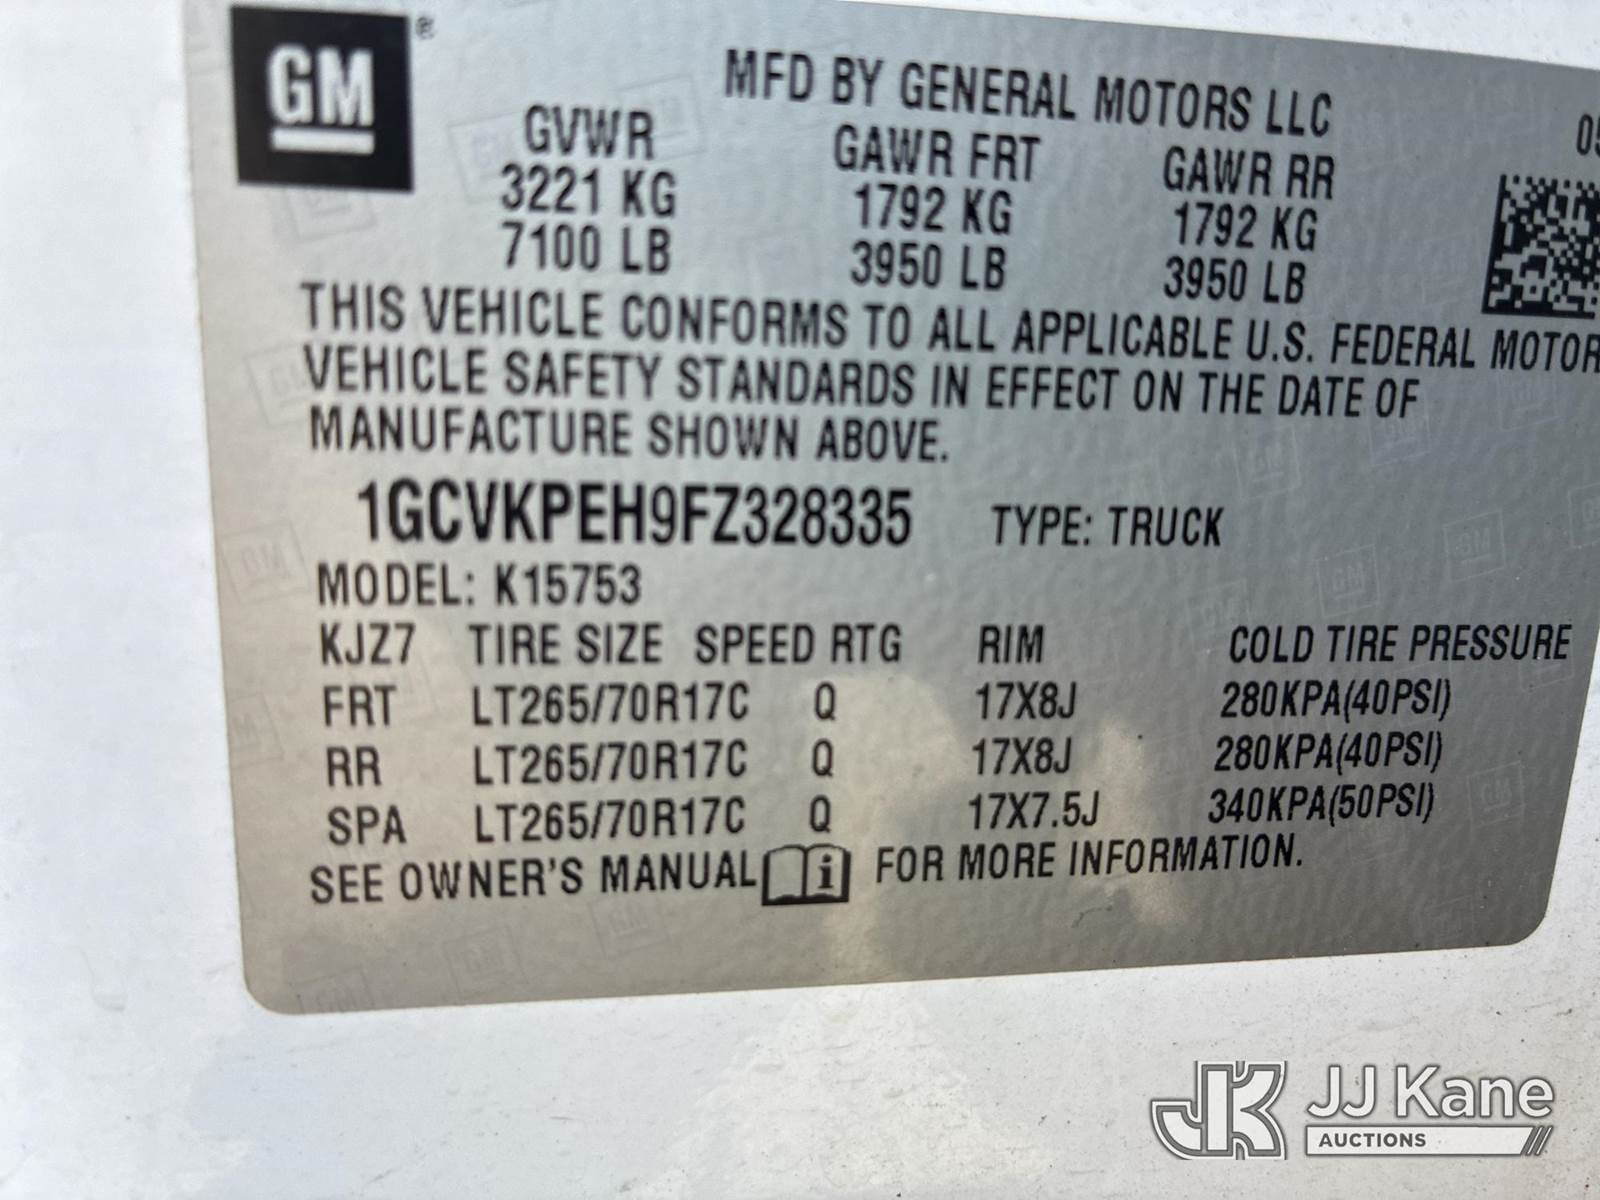 GM®
MFD BY GENERAL MOTORS LLC
GVWR GAWR FRT GAWR RR
3221 KG 1792 KG 1792 KG
7100 LB 3950 LB 3950 LB
THIS VEHICLE CONFORMS TO ALL APPLICABLE U.S. FEDERAL MOTOR
VEHICLE SAFETY STANDARDS IN EFFECT ON THE DATE OF
MANUFACTURE SHOWN ABOVE.
1GCVKPEH9FZ328335 TYPE: TRUCK
MODEL: K15753
KJZ7 TIRE SIZE SPEED RTG RIM COLD TIRE PRESSURE
FRT LT265/70R17C Q 17X8J 280KPA(40PSI)
RR LT265/70R17C Q 17X8J 280KPA(40PSI)
SPA LT265/70R17C Q 17X7.5J 340KPA(50PSI)
SEE OWNER'S MANUAL i FOR MORE INFORMATION.
JK JJ Kane
AUCTIONS